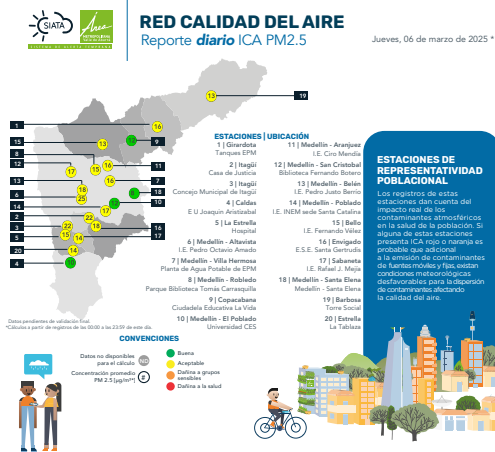 SIATA
SISTEMA DE ALERTA TEMPRANA
Área
METROPOLITANA
Valle de Aburrá
RED CALIDAD DEL AIRE
Reporte diario ICA PM2.5
Jueves, 06 de marzo de 2025 *
13
19
1
16
15
13
9
8
12
17
15
16
11
13
16
7
18
8
18
6
25
10
14
17
2
22
3
22
18
16
5
15
14
17
20
14
4
ESTACIONES | UBICACIÓN
1 | Girardota
Tanques EPM
2 | Itagüí
Casa de Justicia
3 | Itagüí
Concejo Municipal de Itagüí
4 | Caldas
E U Joaquin Aristizabal
5 | La Estrella
Hospital
6 | Medellín - Altavista
I.E. Pedro Octavio Amado
7 | Medellín - Villa Hermosa
Planta de Agua Potable de EPM
8 | Medellín - Robledo
Parque Biblioteca Tomás Carrasquilla
9 | Copacabana
Ciudadela Educativa La Vida
10 | Medellín - El Poblado
Universidad CES
11 | Medellín - Aranjuez
I.E. Ciro Mendía
12 | Medellín - San Cristobal
Biblioteca Fernando Botero
13 | Medellín - Belén
I.E. Pedro Justo Berrio
14 | Medellín - Poblado
I.E. INEM sede Santa Catalina
15 | Bello
I.E. Fernando Vélez
16 | Envigado
E.S.E. Santa Gertrudis
17 | Sabaneta
I.E. Rafael J. Mejía
18 | Medellín - Santa Elena
Medellín - Santa Elena
19 | Barbosa
Torre Social
20 | Estrella
La Tablaza
ESTACIONES DE
REPRESENTATIVIDAD
POBLACIONAL
Los registros de estas
estaciones dan cuenta del
impacto real de los
contaminantes atmosféricos
en la salud de la población. Si
alguna de estas estaciones
presenta ICA rojo o naranja es
probable que adicional
a la emisión de contaminantes
de fuentes móviles y fijas, existan
condiciones meteorológicas
desfavorables para la dispersión
de contaminantes afectando
la calidad del aire.
Datos pendientes de validación final.
*Cálculos a partir de registros de las 00:00 a las 23:59 de este día.
CONVENCIONES
Datos no disponibles
para el cálculo
ND
Concentración promedio
PM 2.5 [µg/m³]
#
Buena
Aceptable
Dañina a grupos
sensibles
Dañina a la salud